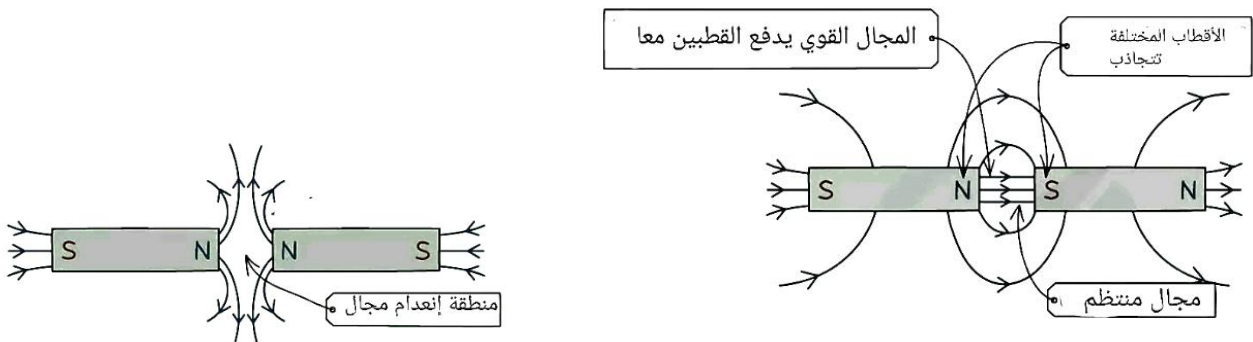 الأقطاب المختلفة
تتجاذب
المجال القوي يدفع القطبين معا
S N S N
مجال منتظم
S N N S
منطقة إنعدام مجال